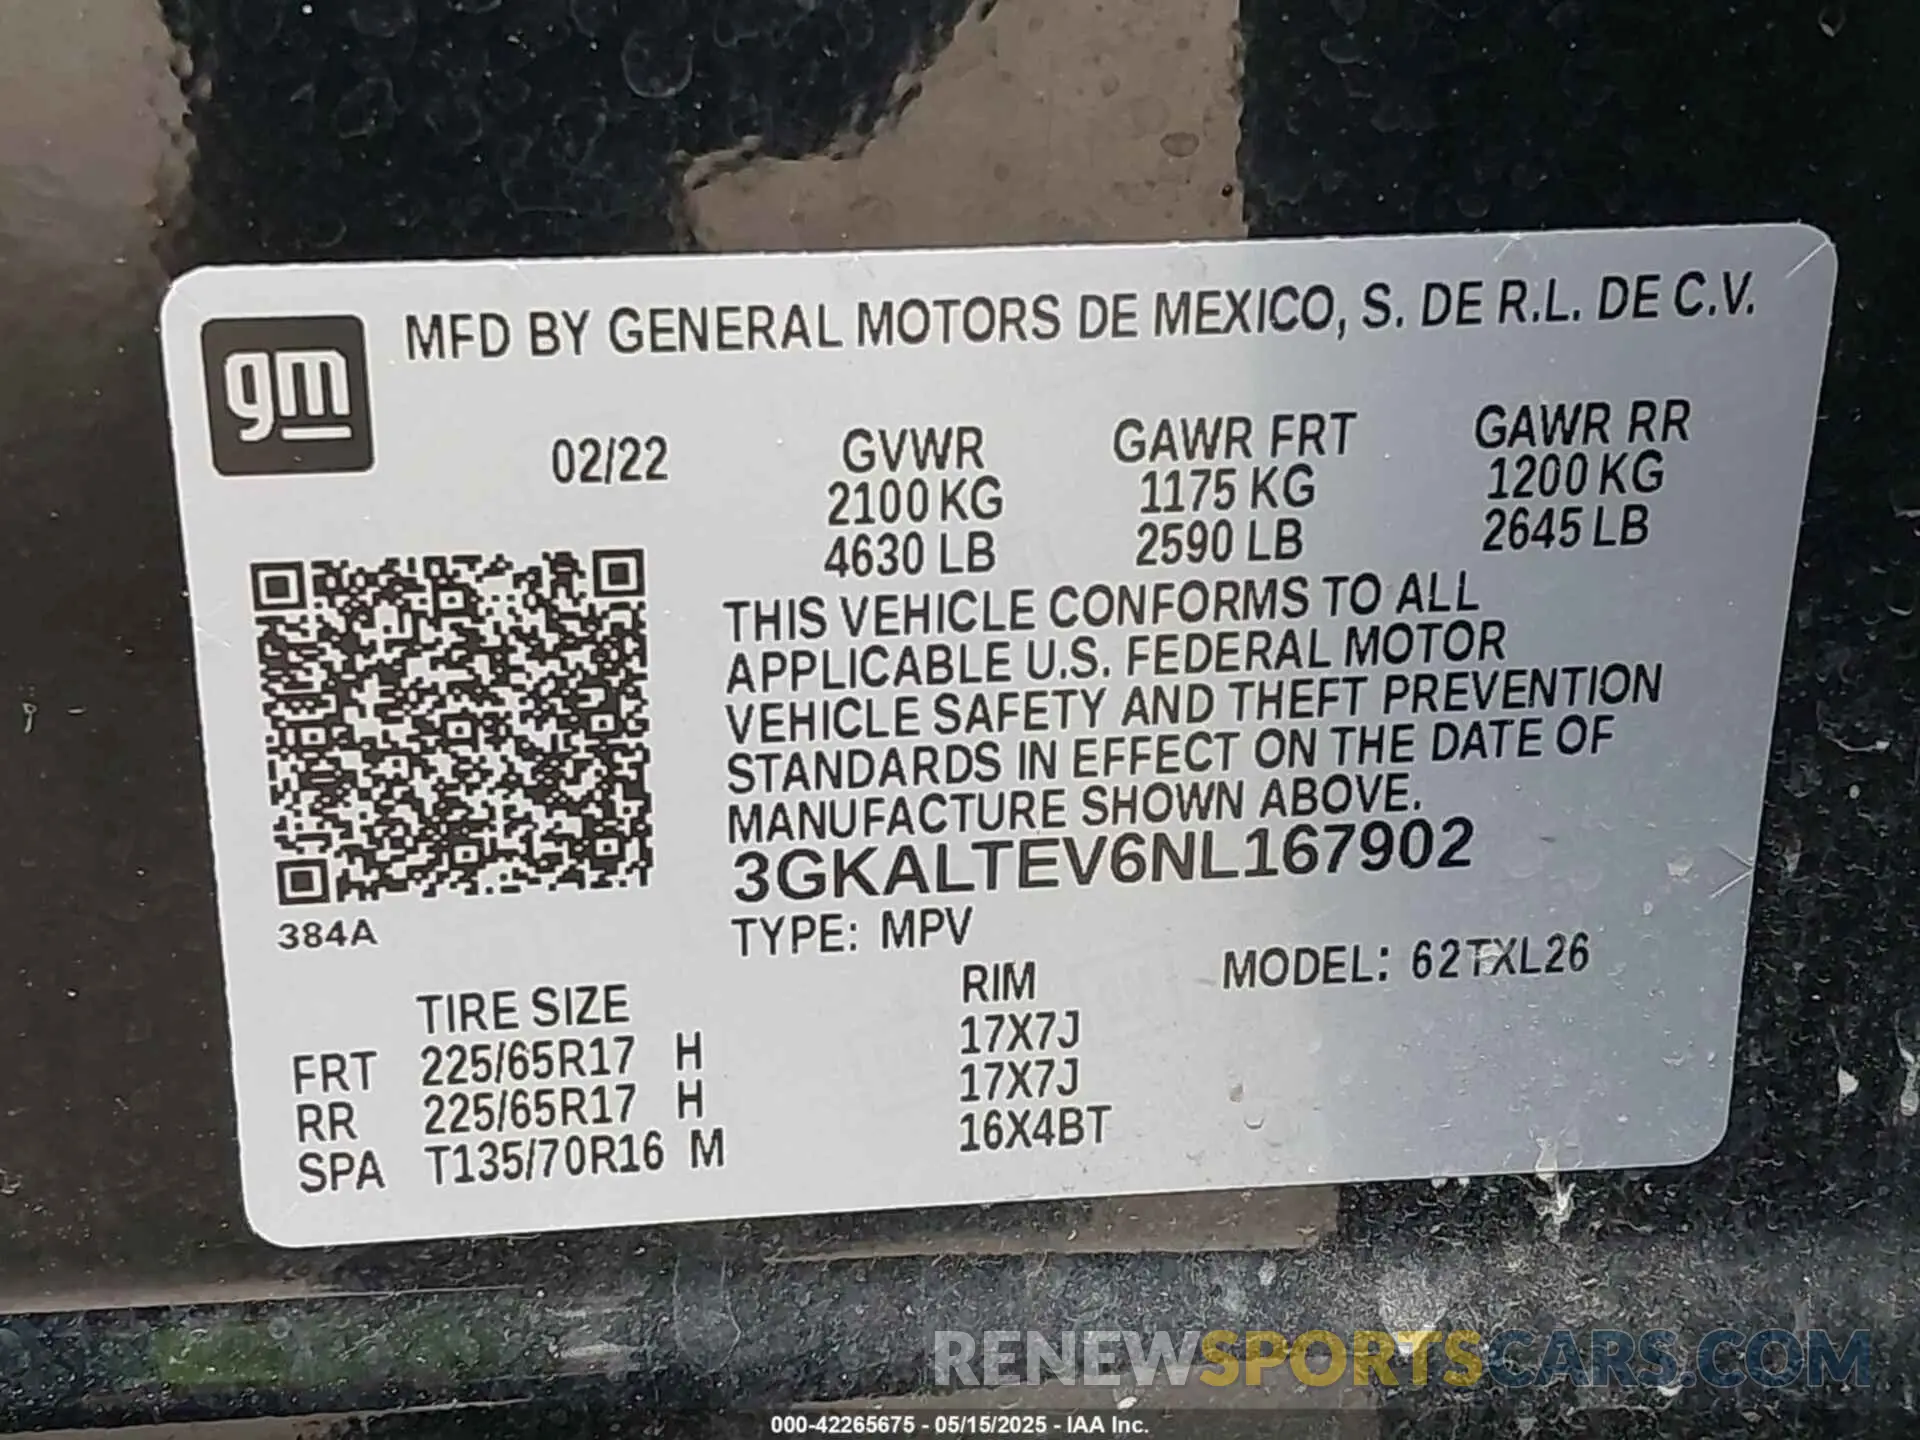 gm
MFD BY GENERAL MOTORS DE MEXICO, S. DE R.L. DE C.V.
02/22
GVWR
2100 KG
4630 LB
GAWR FRT
1175 KG
2590 LB
GAWR RR
1200 KG
2645 LB
THIS VEHICLE CONFORMS TO ALL
APPLICABLE U.S. FEDERAL MOTOR
VEHICLE SAFETY AND THEFT PREVENTION
STANDARDS IN EFFECT ON THE DATE OF
MANUFACTURE SHOWN ABOVE.
3GKALTEV6NL167902
384A
TYPE: MPV
MODEL: 62TXL26
TIRE SIZE RIM
FRT 225/65R17 H 17X7J
RR 225/65R17 H 17X7J
SPA T135/70R16 M 16X4BT
RENEWSPORTSCARS.COM
000-42265675 - 05/15/2025 - IAA Inc.